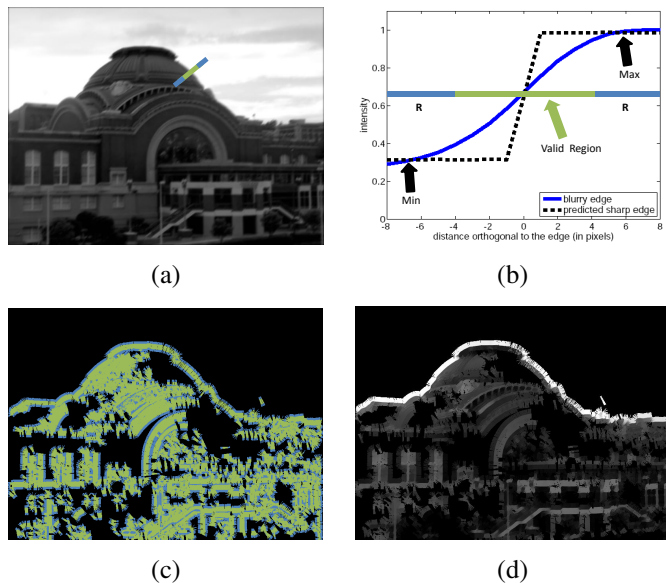 (a)
1
0.8
0.6
0.4
0.2
0
intensity
Max
R
R
Valid Region
Min
blurry edge
predicted sharp edge
-8 -6 -4 -2 0 2 4 6 8
distance orthogonal to the edge (in pixels)
(b)
(c)
(d)